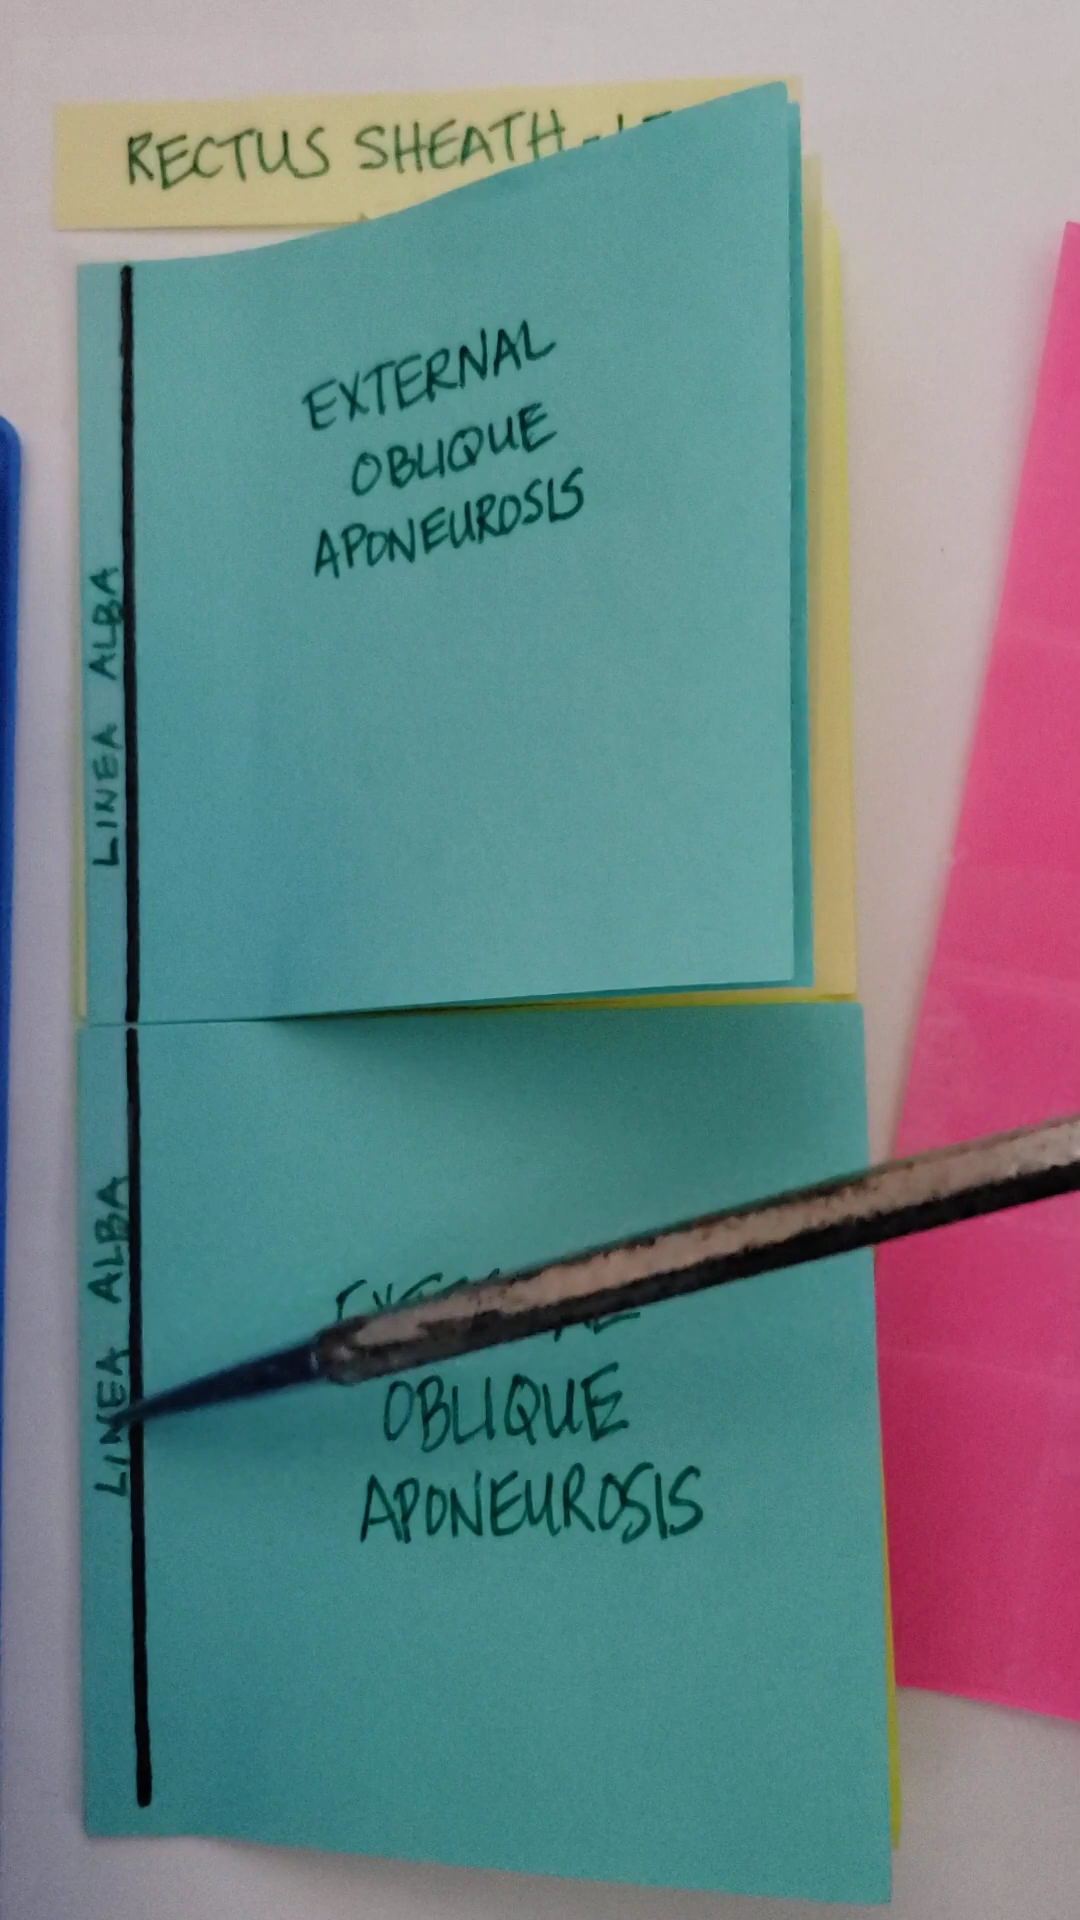 RECTUS SHEATH -
EXTERNAL
OBLIQUE
APONEUROSIS
LINEA ALBA
OBLIQUE
APONEUROSIS
LINEA ALBA